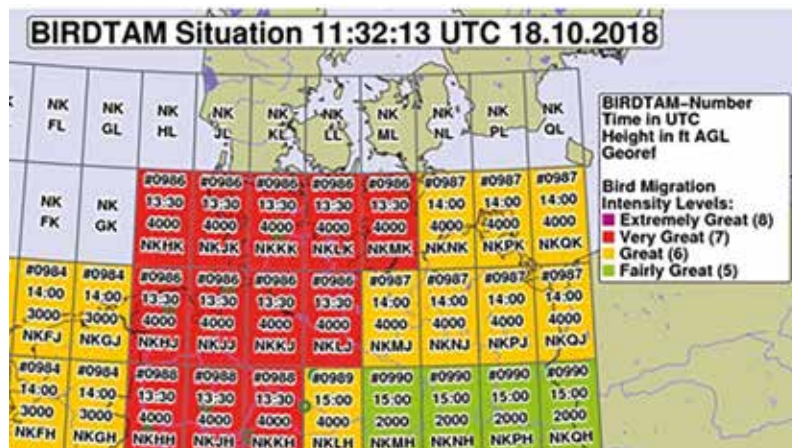 BIRDTAM Situation 11:32:13 UTC 18.10.2018
NK NK NK NK NK NK NK NK NK NK
FL GL HL JL KL LL ML NL PL QL
#0986 #0986 #0986 #0986 #0986 #0987 #0987 #0987
NK NK 13:30 13:30 13:30 13:30 13:30 14:00 14:00 14:00
FK GK 4000 4000 4000 4000 4000 4000 4000 4000
NKHK NKJK NKKK NKLK NKMK NKNK NKPK NKQK
#0984 #0984 #0986 #0986 #0986 #0986 #0987 #0987 #0987 #0987
14:00 14:00 13:30 13:30 13:30 13:30 14:00 14:00 14:00 14:00
3000 3000 4000 4000 4000 4000 4000 4000 4000 4000
NKFJ NKGJ NKHJ NKJJ NKKJ NKLJ NKMJ NKNJ NKPJ NKQJ
#0984 #0984 #0988 #0988 #0988 #0989 #0990 #0990 #0990 #0990
14:00 14:00 13:30 13:30 13:30 15:00 15:00 15:00 15:00 15:00
3000 3000 4000 4000 4000 4000 2000 2000 2000 2000
NKFH NKGH NKHH NKJH NKKH NKLH NKMH NKNH NKPH NKQH
BIRDTAM-Number
Time in UTC
Height in ft AGL
Georef
Bird Migration
Intensity Levels:
Extremely Great (8)
Very Great (7)
Great (6)
Fairly Great (5)